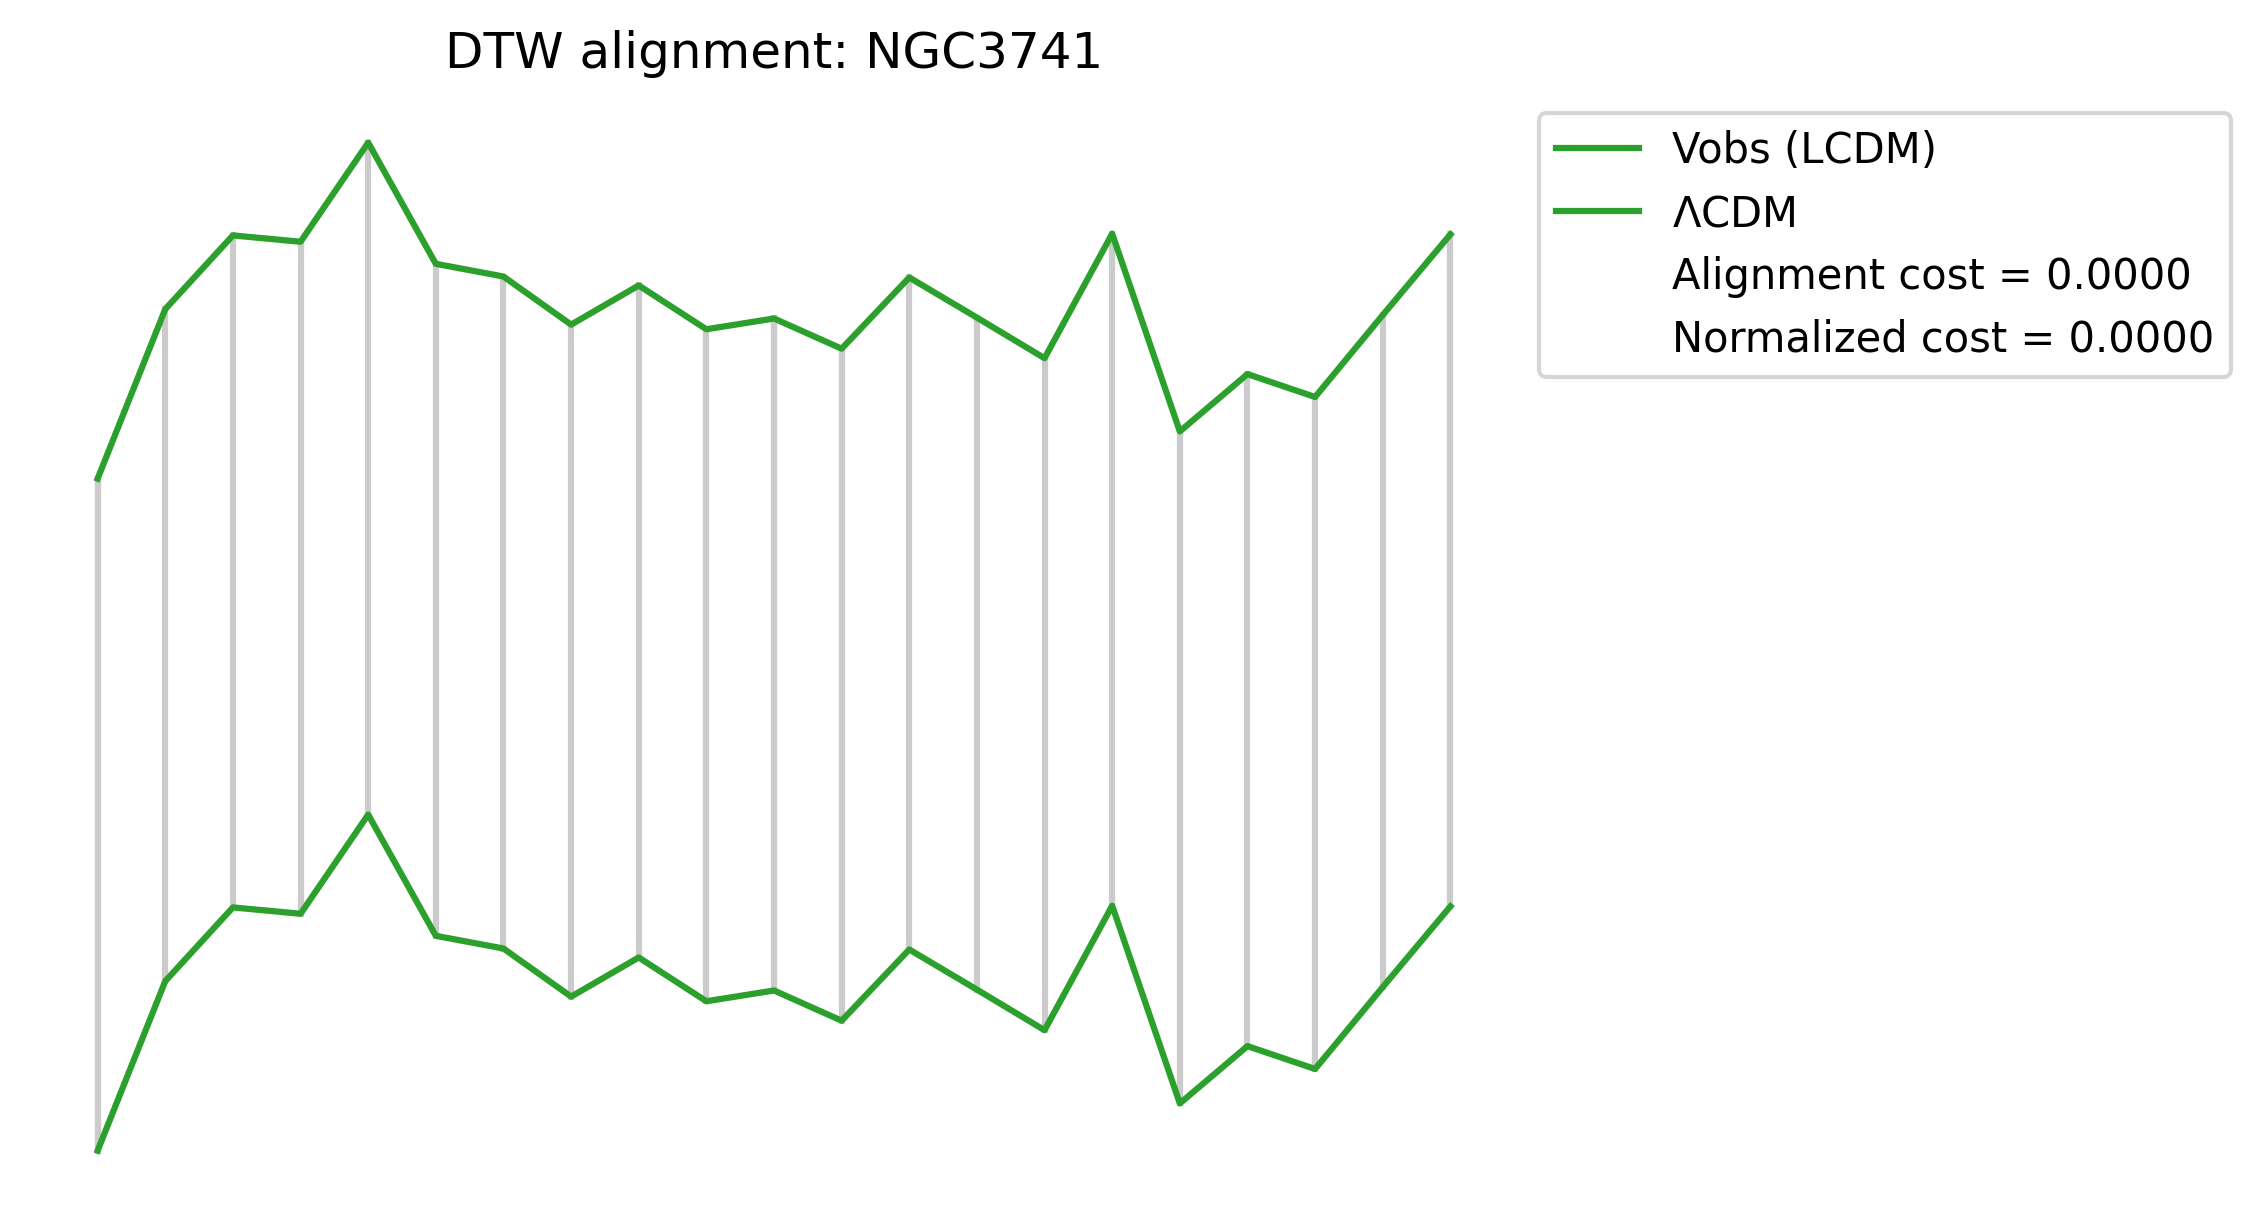 DTW alignment: NGC3741
Vobs (LCDM)
ΛCDM
Alignment cost = 0.0000
Normalized cost = 0.0000